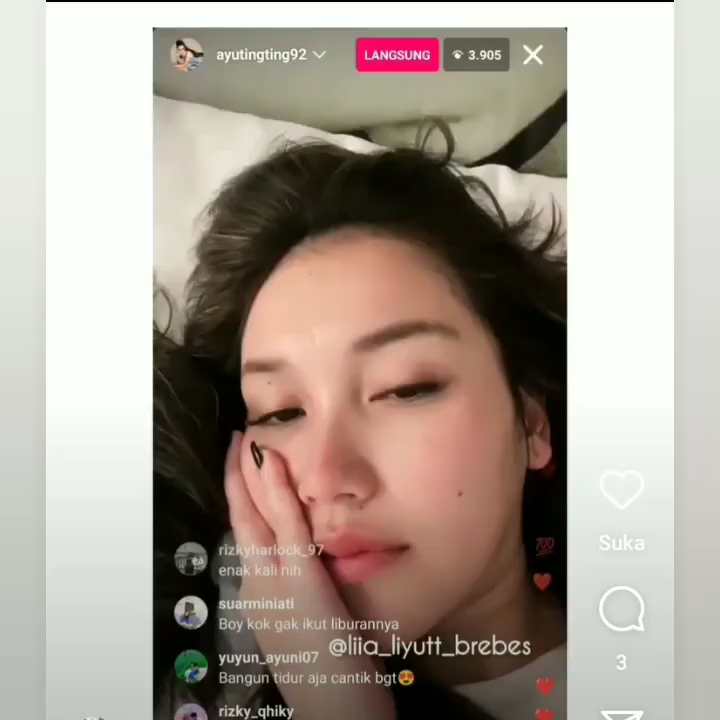 ayutingting92
LANGSUNG
3.905
rizkyharlock_97
enak kali nih
suarminiati
Boy kok gak ikut liburannya
@liia_liyutt_brebes
yuyun_ayuni07
Bangun tidur aja cantik bgt😍
rizky_qhiky
💯
Suka
3